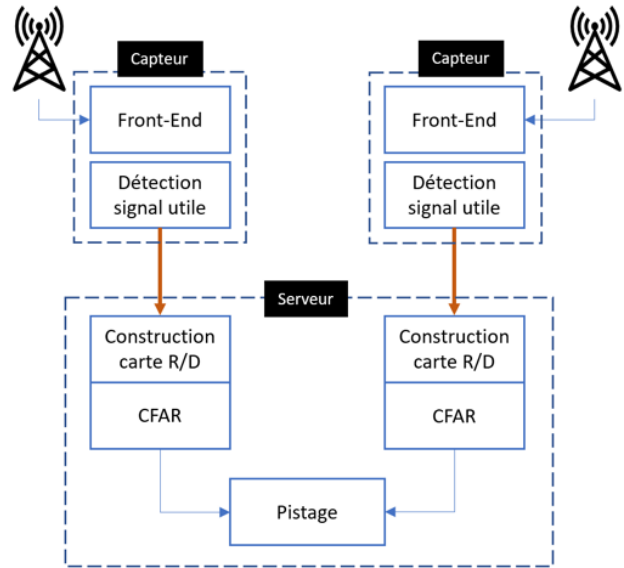 Capteur
Capteur
Front-End
Front-End
Détection
signal utile
Détection
signal utile
Serveur
Construction
carte R/D
Construction
carte R/D
CFAR
CFAR
Pistage